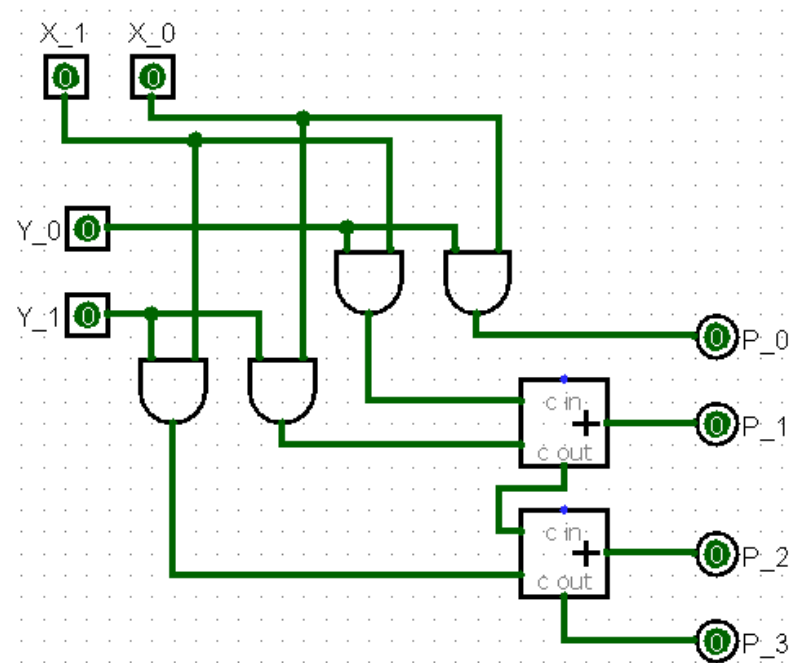 X_1 X_0
0 0
Y_0 0
Y_1 0
0 P_0
c in
+ 0 P_1
c out
c in
+ 0 P_2
c out
0 P_3